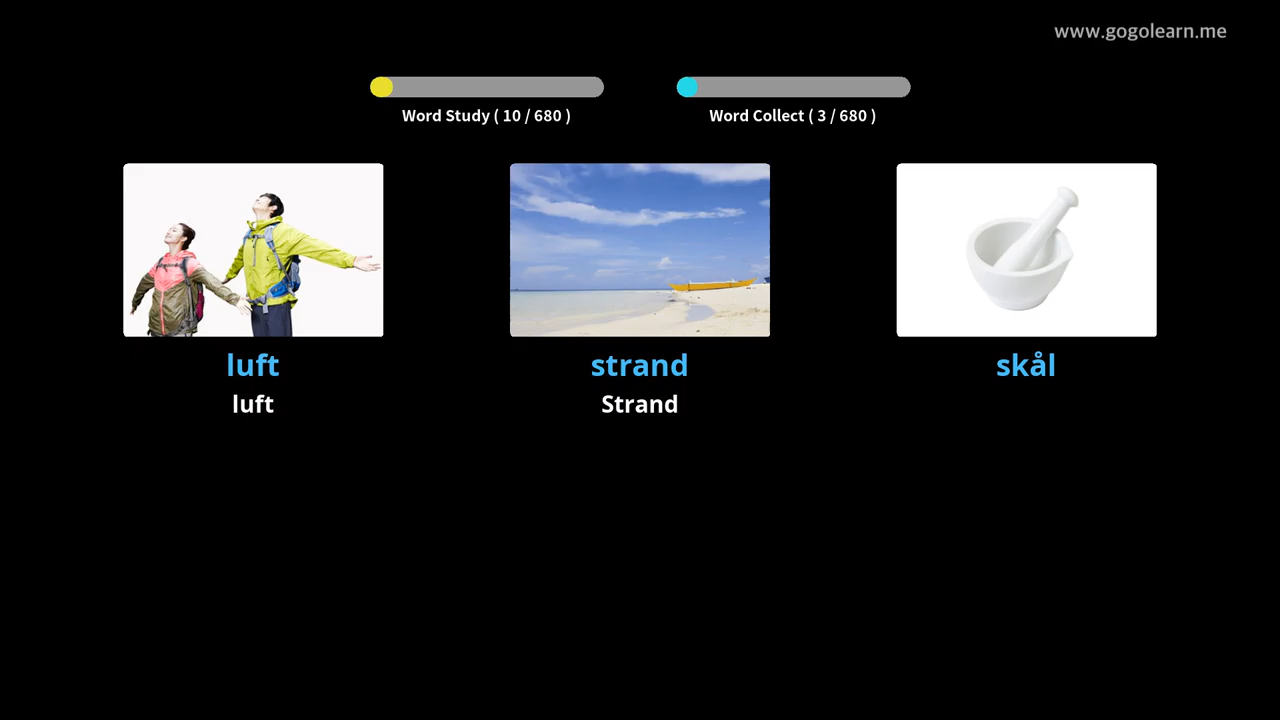 www.gogolearn.me
Word Study ( 10 / 680 )
Word Collect ( 3 / 680 )
luft
strand
skål
luft
Strand